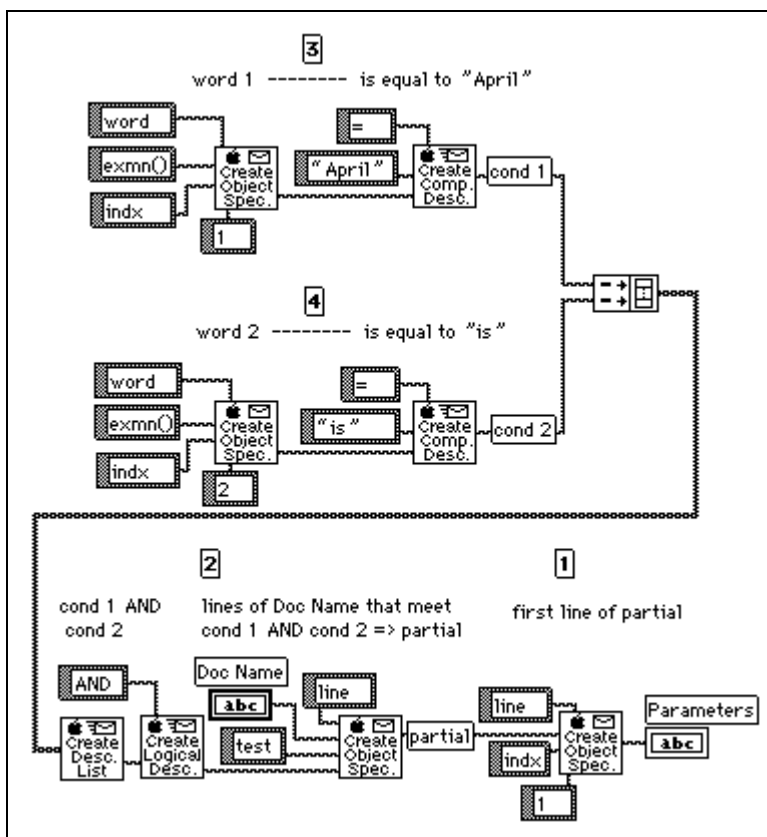 3
word 1 -------- is equal to "April"
word
=
exmn()
"April"
Create
Object
Spec.
Create
Comp.
Desc.
cond 1
indx
1
4
word 2 -------- is equal to "is"
word
=
exmn()
"is"
Create
Object
Spec.
Create
Comp.
Desc.
cond 2
indx
2
2
1
cond 1 AND
cond 2
lines of Doc Name that meet
cond 1 AND cond 2 => partial
first line of partial
AND
Doc Name
abc
line
test
Create
Desc.
List
Create
Logical
Desc.
Create
Object
Spec.
partial
line
indx
1
Create
Object
Spec.
Parameters
abc